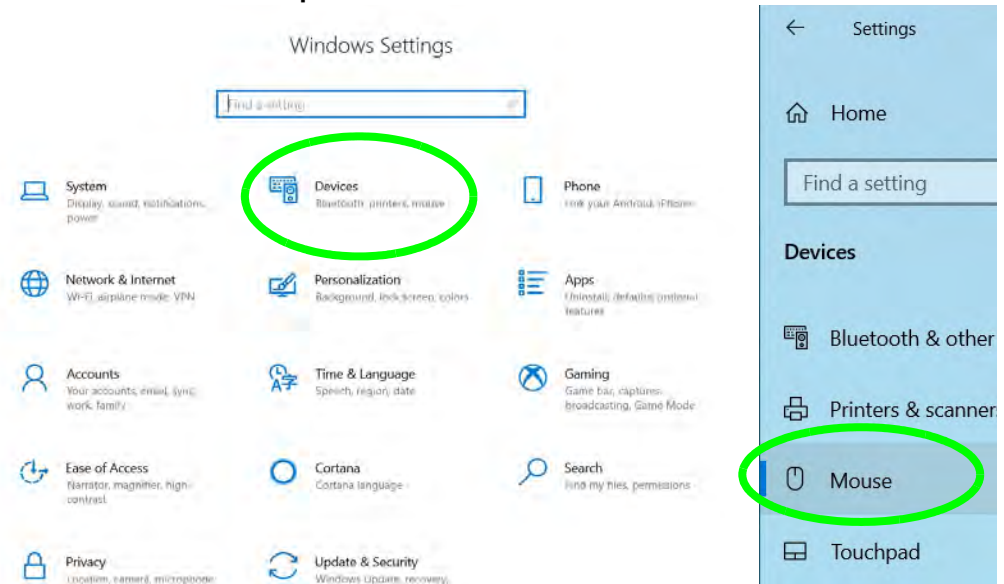 Windows Settings
Find a setting
System
Display, sound, notifications,
power
Devices
Bluetooth, printers, mouse
Phone
Link your Android, iPhone
Network & Internet
Wi-Fi, airplane mode, VPN
Personalization
Background, lock screen, colors
Apps
Uninstall, defaults, optional
features
Accounts
Your accounts, email, sync,
work, family
Time & Language
Speech, region, date
Gaming
Game bar, captures,
broadcasting, Game Mode
Ease of Access
Narrator, magnifier, high
contrast
Cortana
Cortana language
Search
Find my files, permissions
Privacy
Location, camera, microphone
Update & Security
Windows Update, recovery,
Settings
Home
Find a setting
Devices
Bluetooth & other
Printers & scanners
Mouse
Touchpad